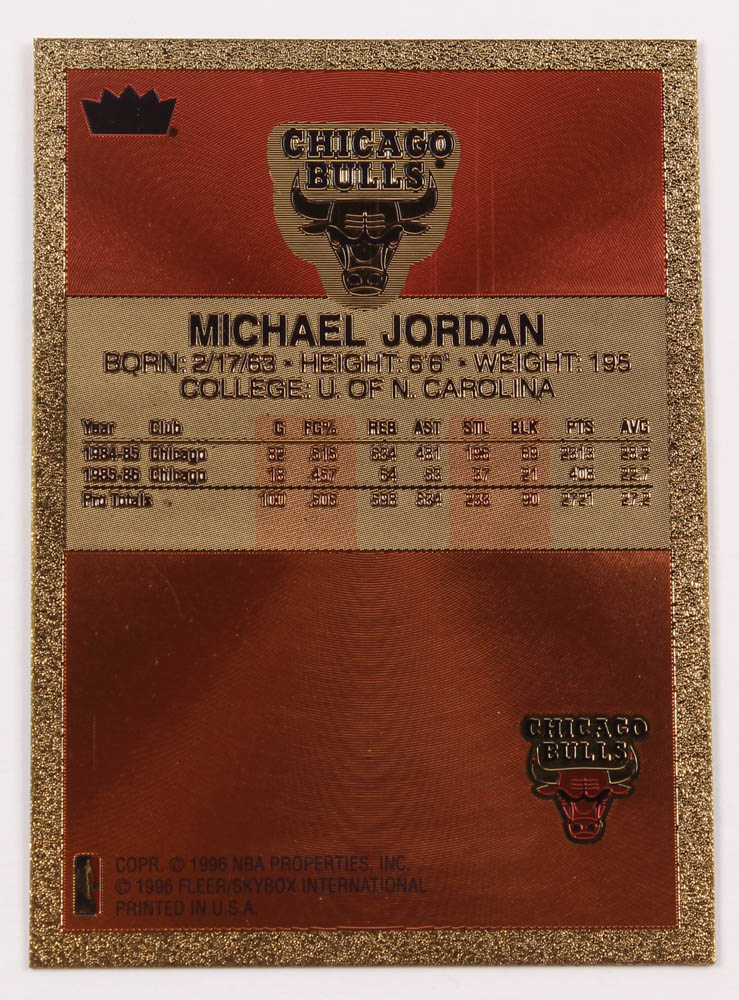 CHICAGO
BULLS
MICHAEL JORDAN
BORN: 2/17/63 • HEIGHT: 6'6" • WEIGHT: 195
COLLEGE: U. OF N. CAROLINA
Year Club G FG% REB AST STL BLK PTS AVG
1984-85 Chicago 82 .515 534 481 196 69 2313 28.2
1985-86 Chicago 18 .457 64 53 37 21 408 22.7
Pro Totals 100 .505 598 534 233 90 2721 27.2
CHICAGO
BULLS
COPR. © 1996 NBA PROPERTIES, INC.
© 1996 FLEER/SKYBOX INTERNATIONAL
PRINTED IN U.S.A.